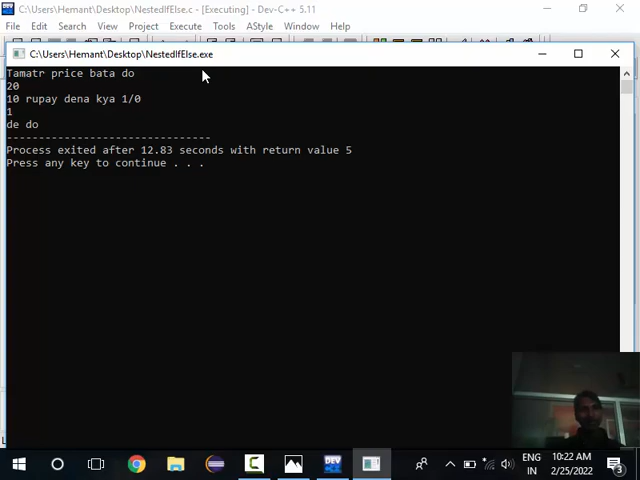 C:\Users\Hemant\Desktop\NestedIfElse.c - [Executing] - Dev-C++ 5.11
File Edit Search View Project Execute Tools AStyle Window Help
C:\Users\Hemant\Desktop\NestedIfElse.exe
Tamatr price bata do
20
10 rupay dena kya 1/0
1
de do
--------------------------------
Process exited after 12.83 seconds with return value 5
Press any key to continue . . .
DEV
ENG
IN
10:22 AM
2/25/2022
3